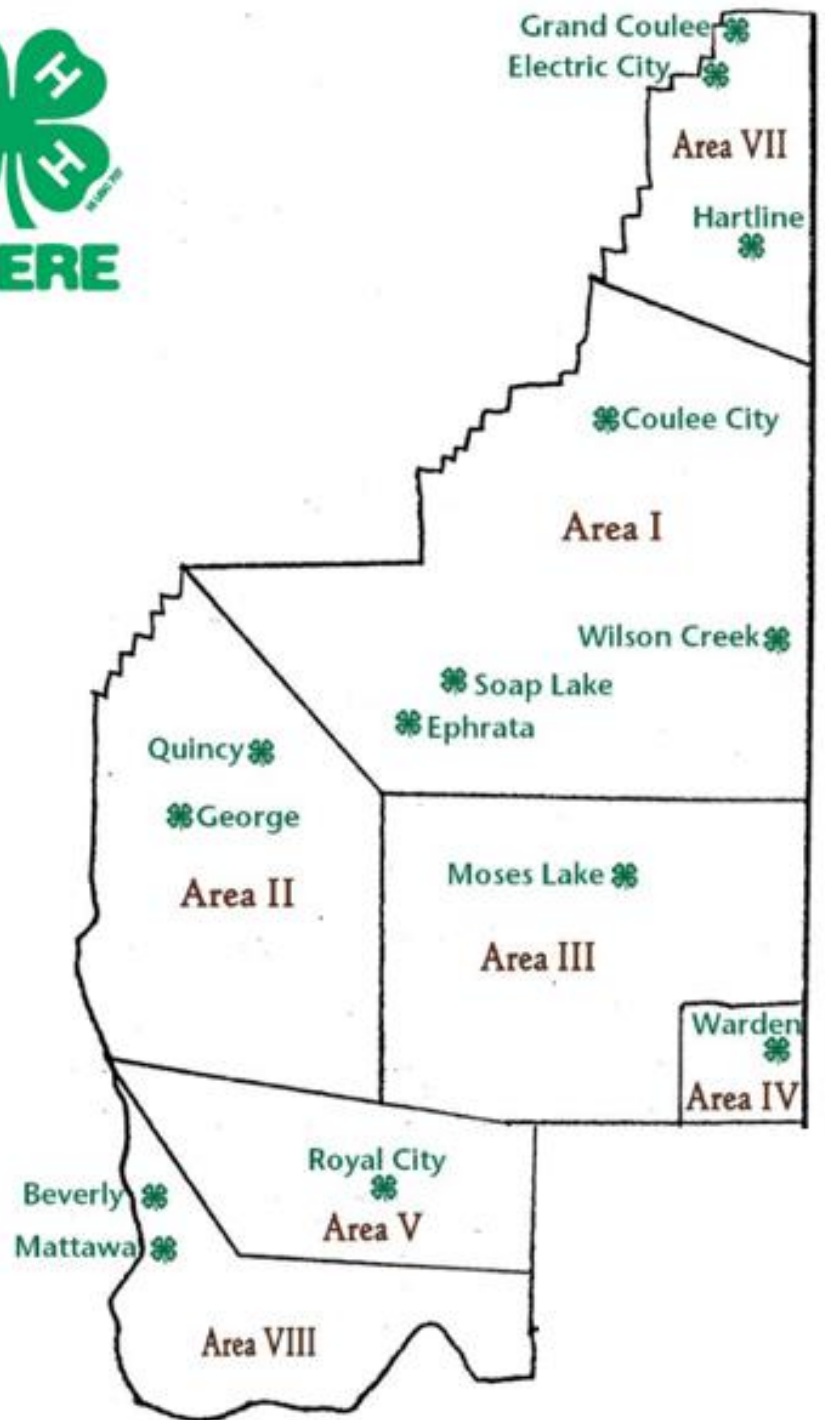 Grand Coulee
Electric City
H
Area VII
H
Hartline
ERE
Coulee City
Area I
Wilson Creek
Soap Lake
Ephrata
Quincy
George
Moses Lake
Area II
Area III
Warden
Area IV
Royal City
Beverly
Area V
Mattawa
Area VIII